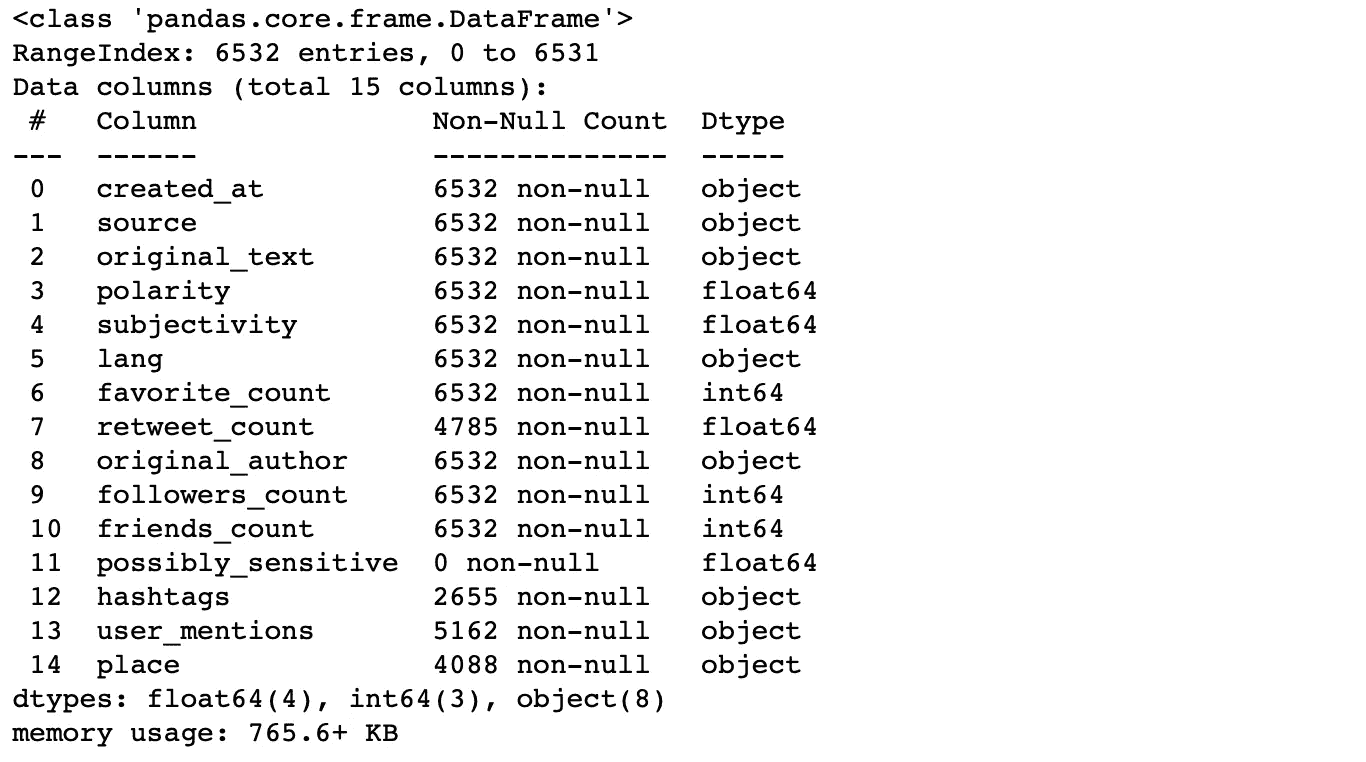 <class 'pandas.core.frame.DataFrame'>
RangeIndex: 6532 entries, 0 to 6531
Data columns (total 15 columns):
 #   Column              Non-Null Count  Dtype
---  ------              --------------  -----
 0   created_at          6532 non-null   object
 1   source              6532 non-null   object
 2   original_text       6532 non-null   object
 3   polarity            6532 non-null   float64
 4   subjectivity        6532 non-null   float64
 5   lang                6532 non-null   object
 6   favorite_count      6532 non-null   int64
 7   retweet_count       4785 non-null   float64
 8   original_author     6532 non-null   object
 9   followers_count     6532 non-null   int64
 10  friends_count       6532 non-null   int64
 11  possibly_sensitive  0 non-null      float64
 12  hashtags            2655 non-null   object
 13  user_mentions       5162 non-null   object
 14  place               4088 non-null   object
dtypes: float64(4), int64(3), object(8)
memory usage: 765.6+ KB